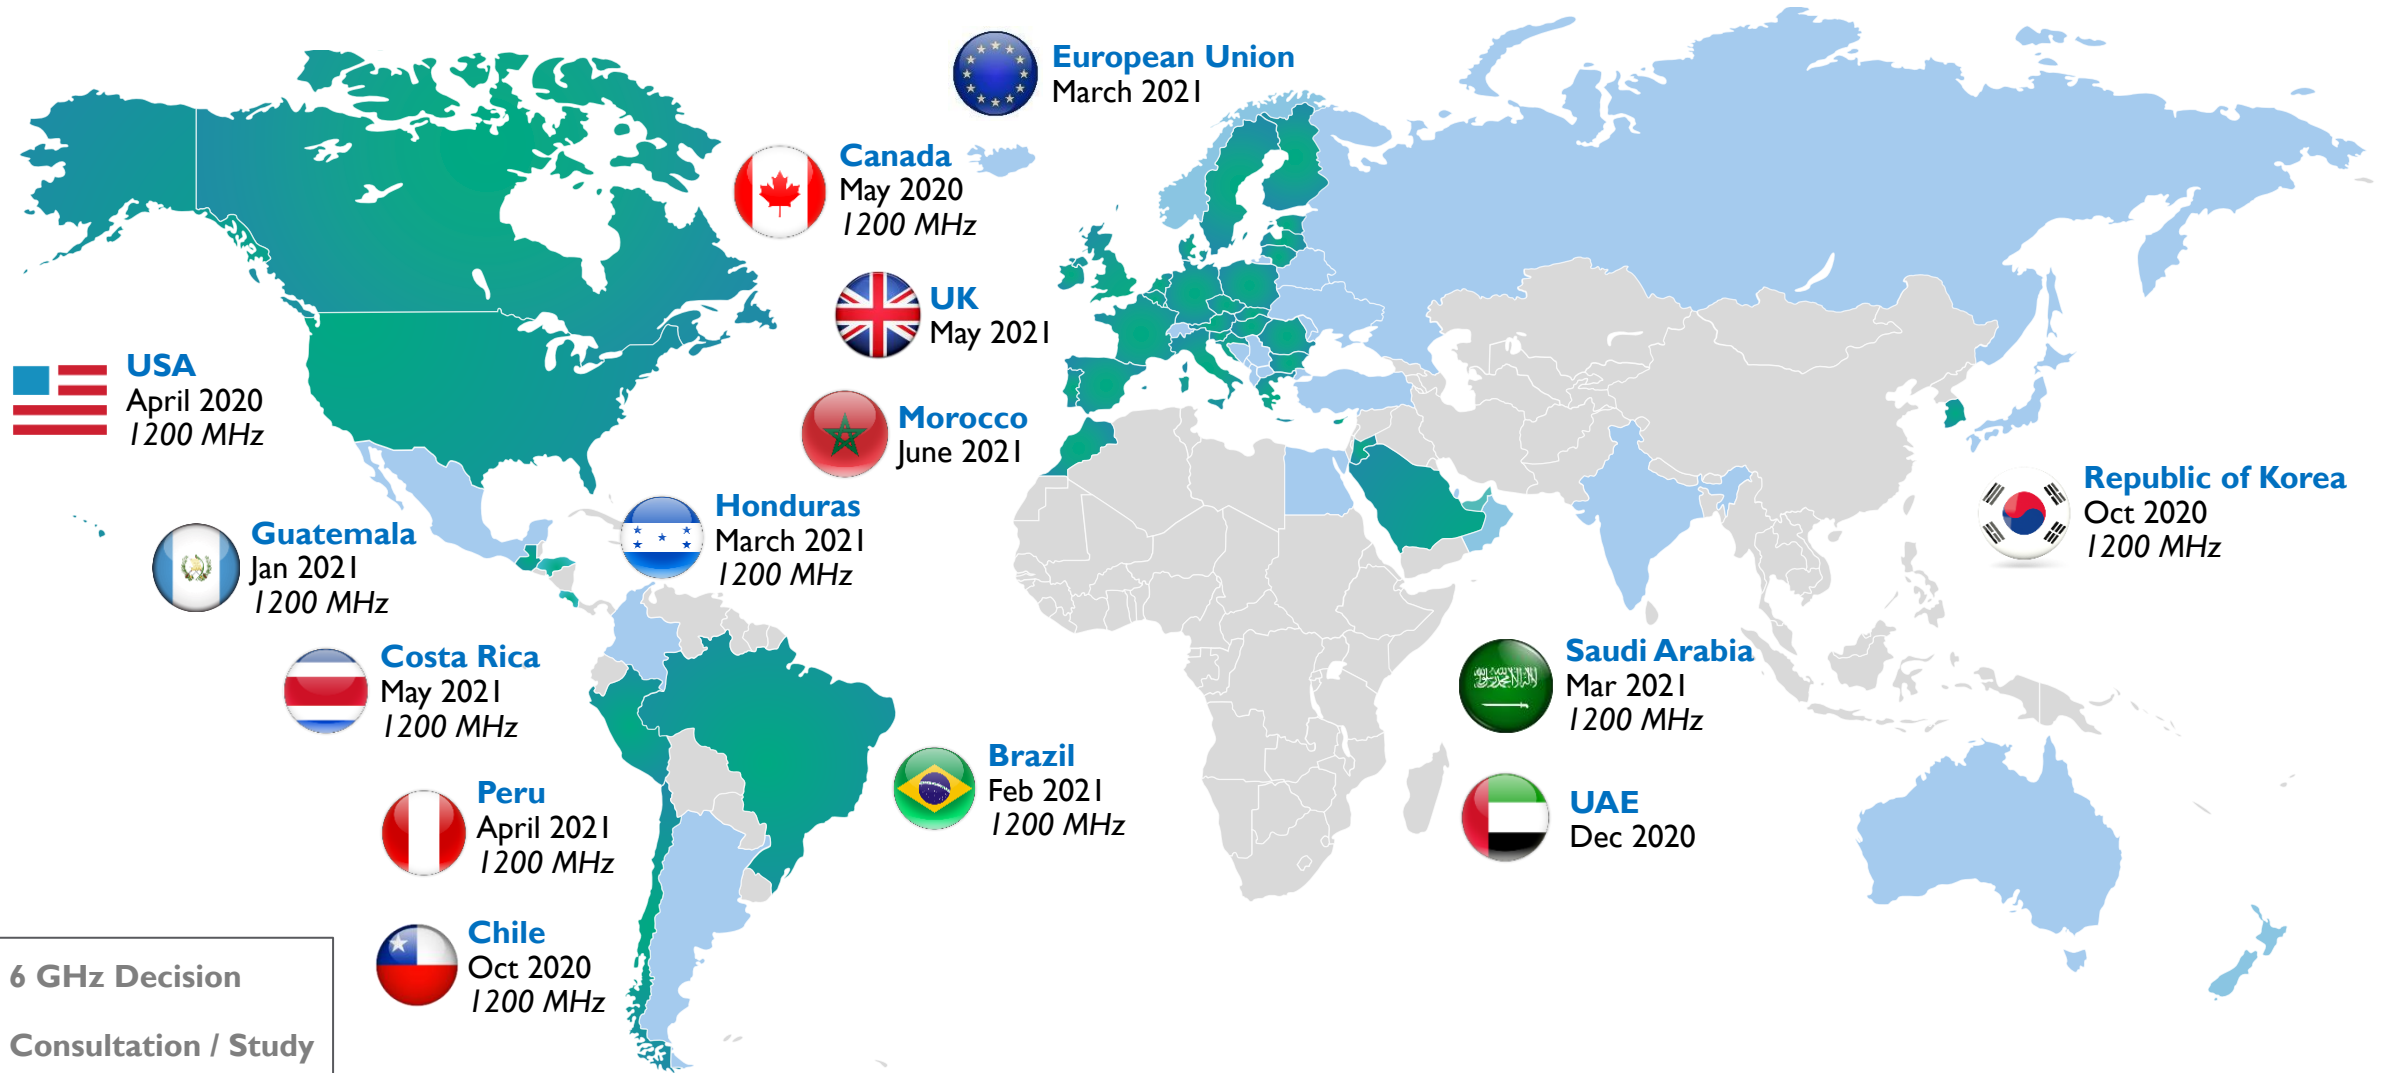 European Union
March 2021
Canada
May 2020
1200 MHz
UK
May 2021
USA
April 2020
1200 MHz
Morocco
June 2021
Republic of Korea
Oct 2020
1200 MHz
Honduras
March 2021
1200 MHz
Guatemala
Jan 2021
1200 MHz
Costa Rica
May 2021
1200 MHz
Saudi Arabia
Mar 2021
1200 MHz
Brazil
Feb 2021
1200 MHz
Peru
April 2021
1200 MHz
UAE
Dec 2020
Chile
Oct 2020
1200 MHz
6 GHz Decision
Consultation / Study